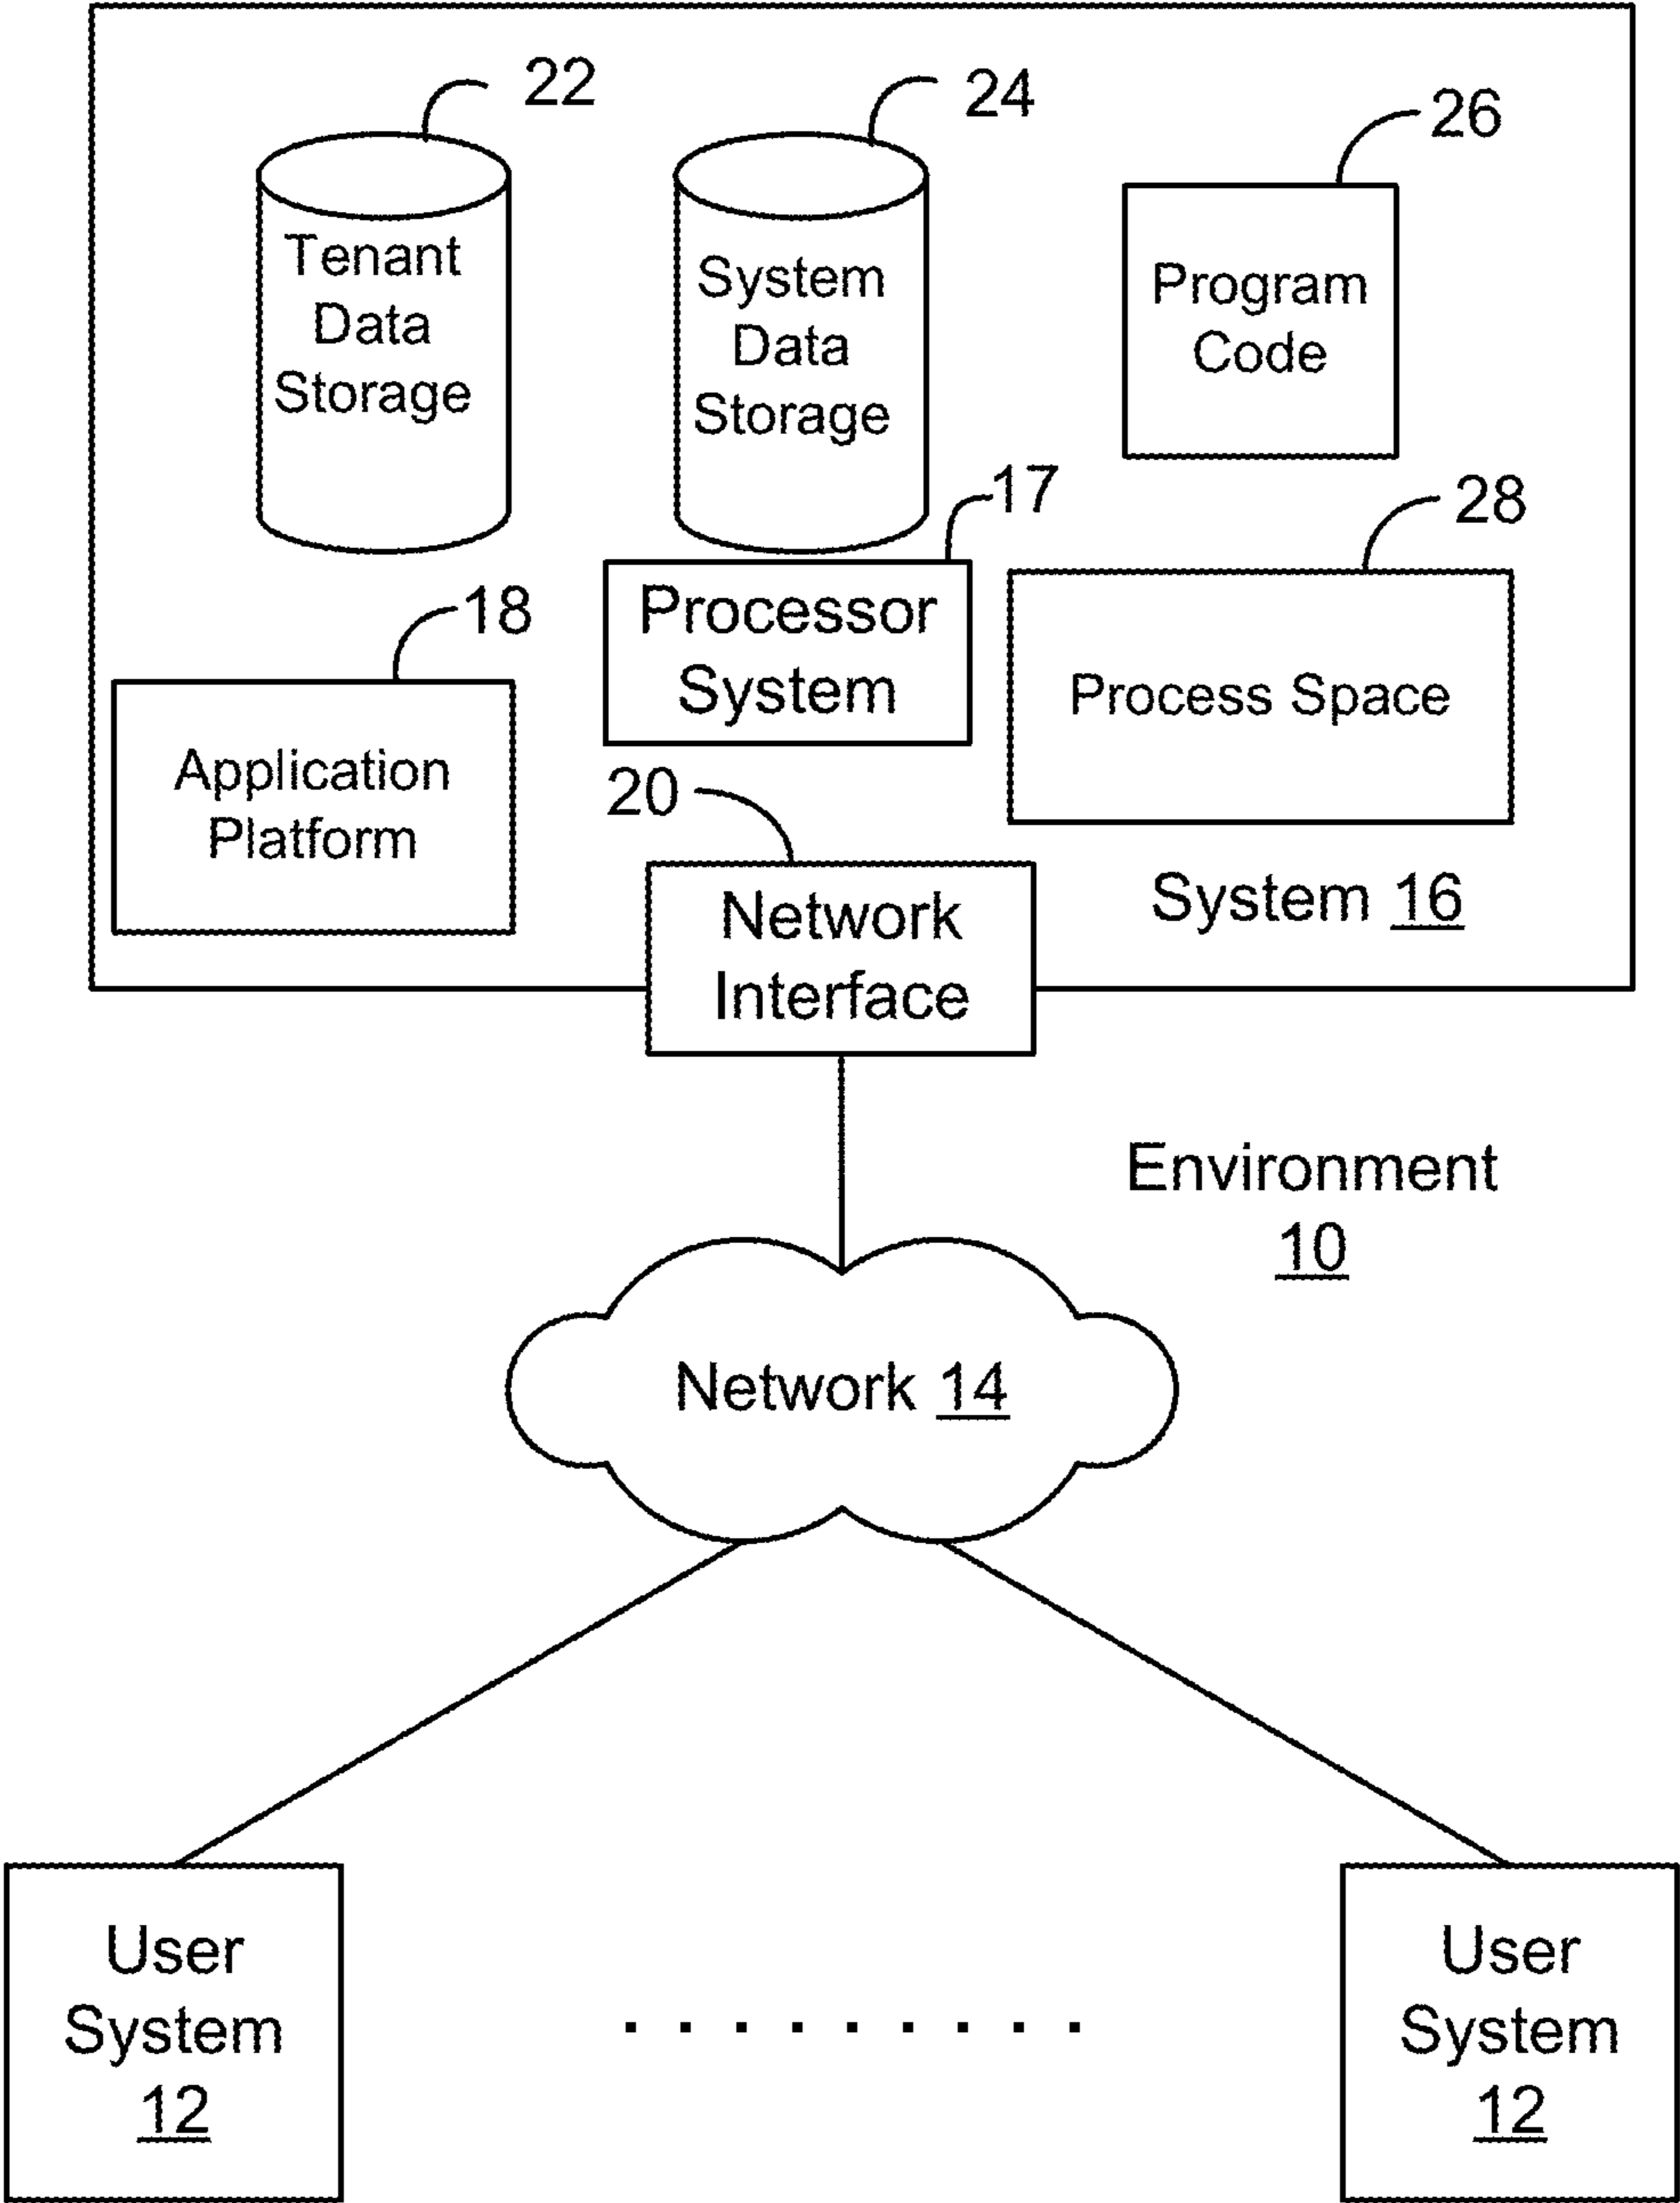 22
24
26
Tenant
Data
Storage
System
Data
Storage
Program
Code
17
28
18
Processor
System
Process Space
Application
Platform
20
Network
Interface
System 16
Environment
10
Network 14
User
System
12
. . . . . . . . .
User
System
12